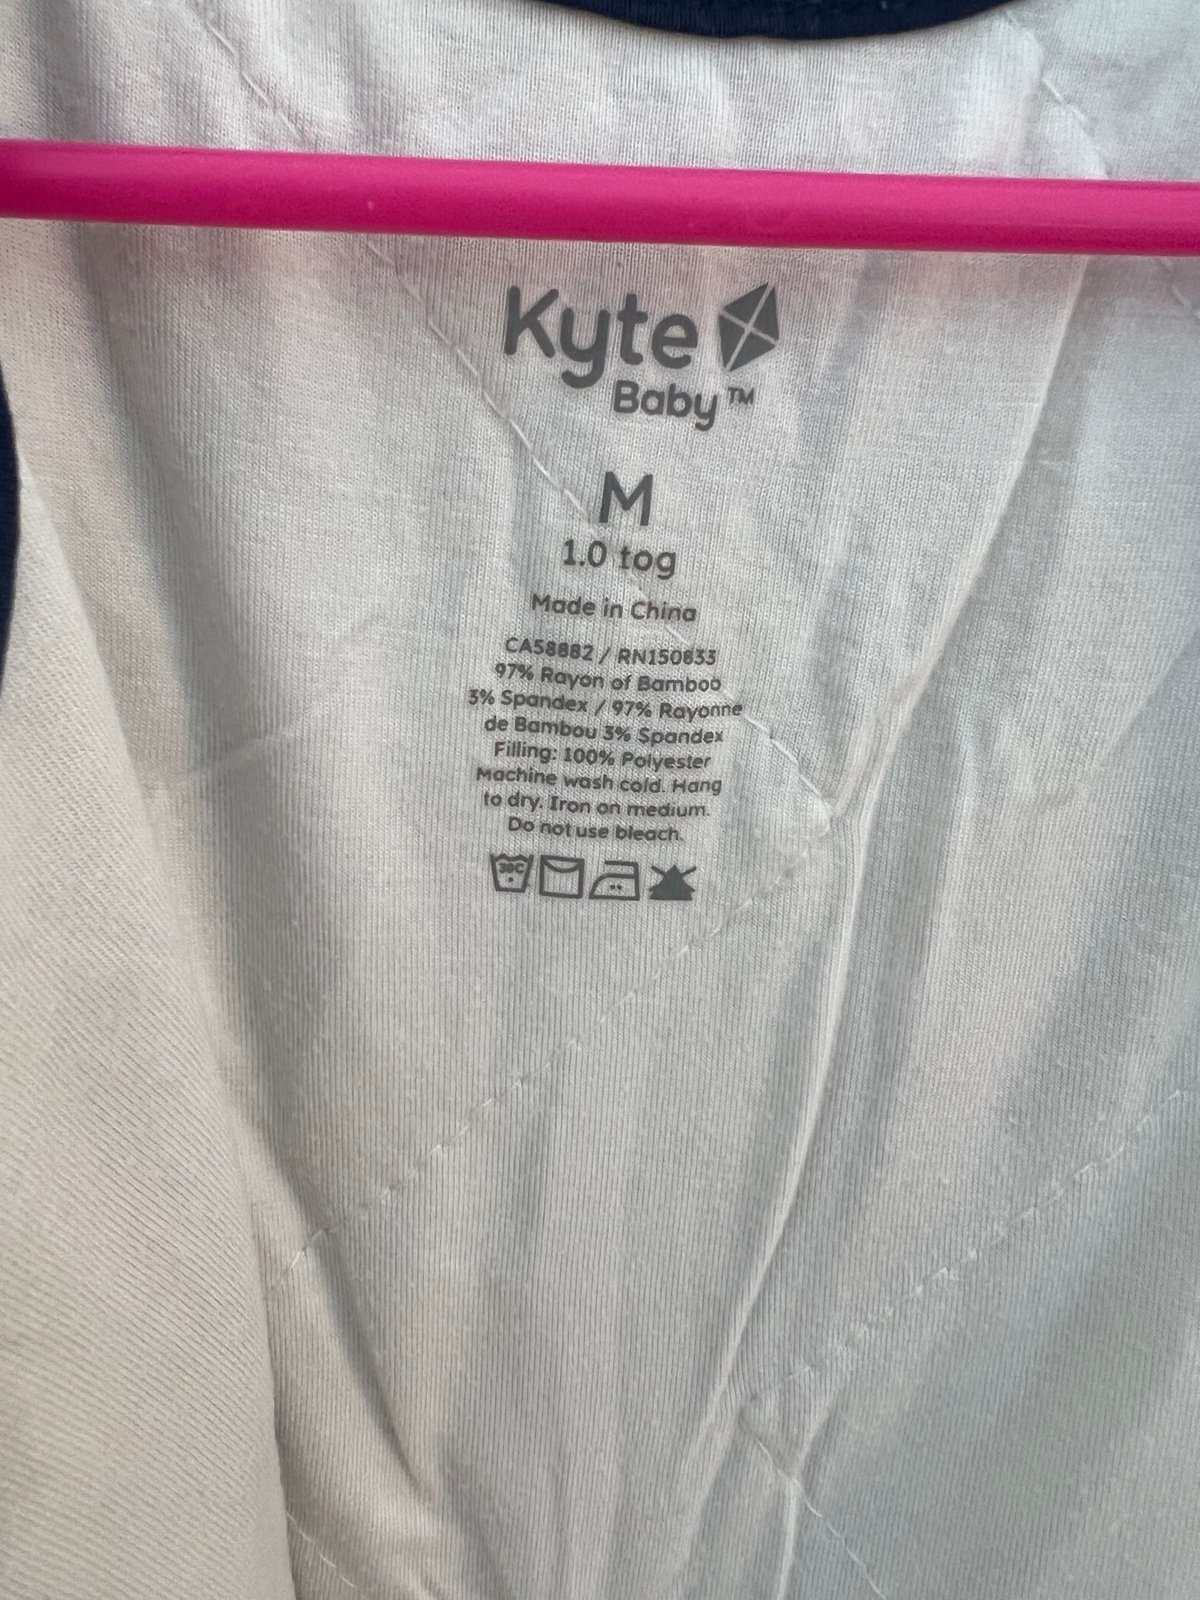 Kyte
Baby™
M
1.0 tog
Made in China
CA58882 / RN150833
97% Rayon of Bamboo
3% Spandex / 97% Rayonne
de Bambou 3% Spandex
Filling: 100% Polyester
Machine wash cold. Hang
to dry. Iron on medium.
Do not use bleach.
30C